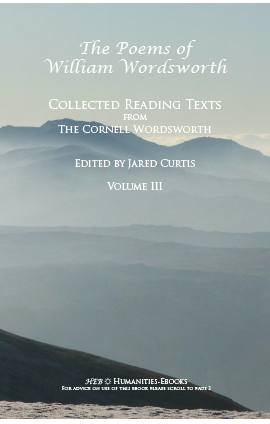 The Poems of
William Wordsworth
Collected Reading Texts
from
The Cornell Wordsworth
Edited by Jared Curtis
Volume III
HEB ☼ Humanities-Ebooks
For advice on use of this ebook please scroll to page 2